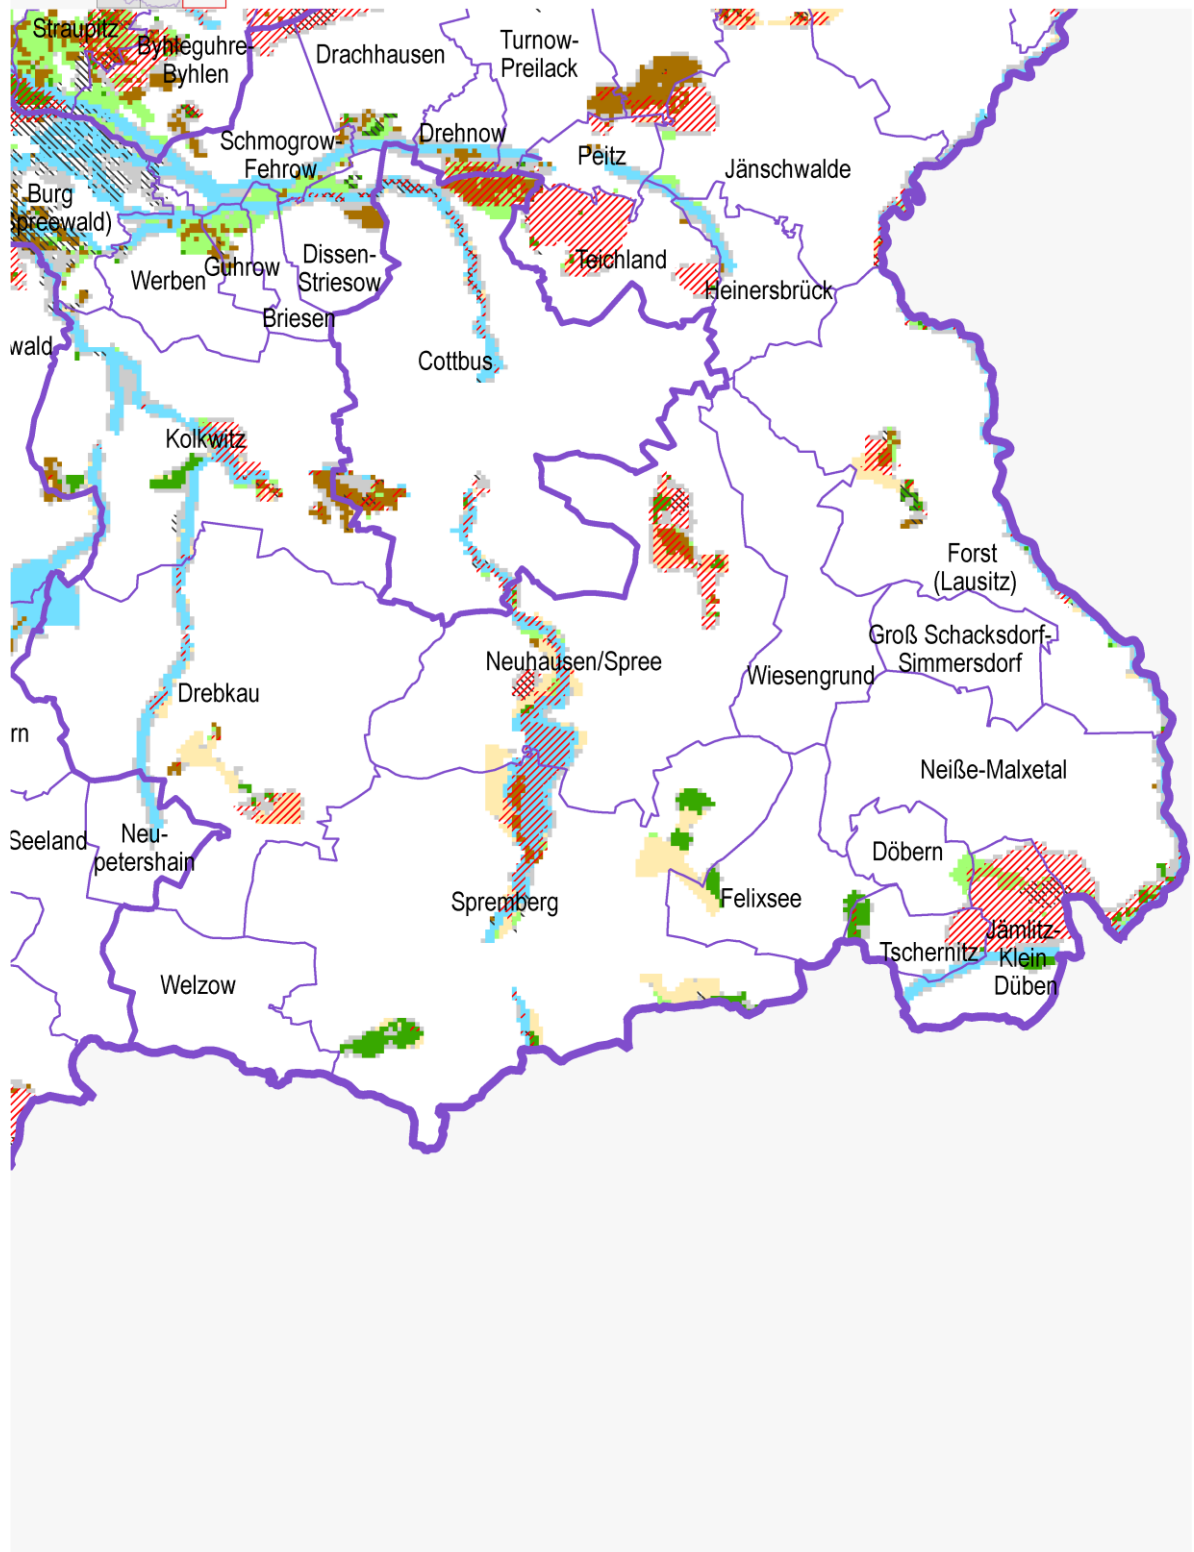 Straupitz
Byhleguhre-
Byhlen
Drachhausen
Turnow-
Preilack
Schmogrow-
Fehrow
Drehnow
Peitz
Jänschwalde
Burg
preewald)
Dissen-
Striesow
Teichland
Werben
Guhrow
Heinersbrück
Briesen
wald
Cottbus
Kolkwitz
Forst
(Lausitz)
Groß Schacksdorf-
Simmersdorf
Neuhausen/Spree
Wiesengrund
Drebkau
rn
Neiße-Malxetal
Seeland
Neu-
petershain
Döbern
Spremberg
Felixsee
Jämlitz-
Klein
Düben
Tschernitz
Welzow